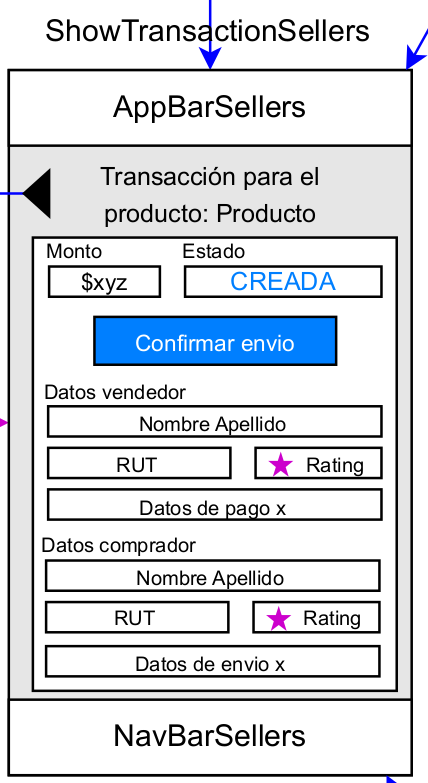 ShowTransactionSellers
AppBarSellers
Transacción para el
producto: Producto
Monto Estado
$xyz CREADA
Confirmar envio
Datos vendedor
Nombre Apellido
RUT Rating
Datos de pago x
Datos comprador
Nombre Apellido
RUT Rating
Datos de envio x
NavBarSellers